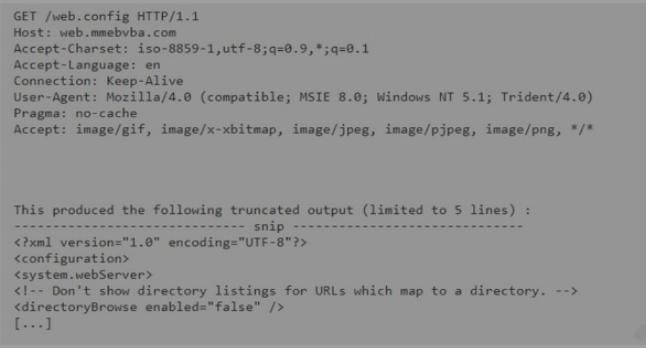 GET /web.config HTTP/1.1
Host: web.mmebvba.com
Accept-Charset: iso-8859-1,utf-8;q=0.9,*;q=0.1
Accept-Language: en
Connection: Keep-Alive
User-Agent: Mozilla/4.0 (compatible; MSIE 8.0; Windows NT 5.1; Trident/4.0)
Pragma: no-cache
Accept: image/gif, image/x-xbitmap, image/jpeg, image/pjpeg, image/png, */*
This produced the following truncated output (limited to 5 lines) :
------------------------------ snip ------------------------------
<?xml version="1.0" encoding="UTF-8"?>
<configuration>
<system.webServer>
<!-- Don't show directory listings for URLs which map to a directory. -->
<directoryBrowse enabled="false" />
[...]